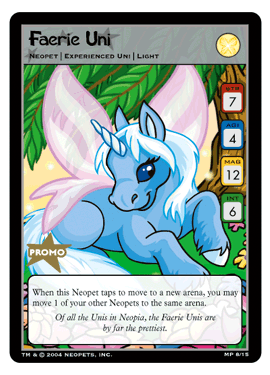 Faerie Uni
Neopet | Experienced Uni | Light
STR
7
AGI
4
MAG
12
INT
6
PROMO
When this Neopet taps to move to a new arena, you may
move 1 of your other Neopets to the same arena.
Of all the Unis in Neopia, the Faerie Unis are
by far the prettiest.
TM & © 2004 NEOPETS, INC.
MP 8/15